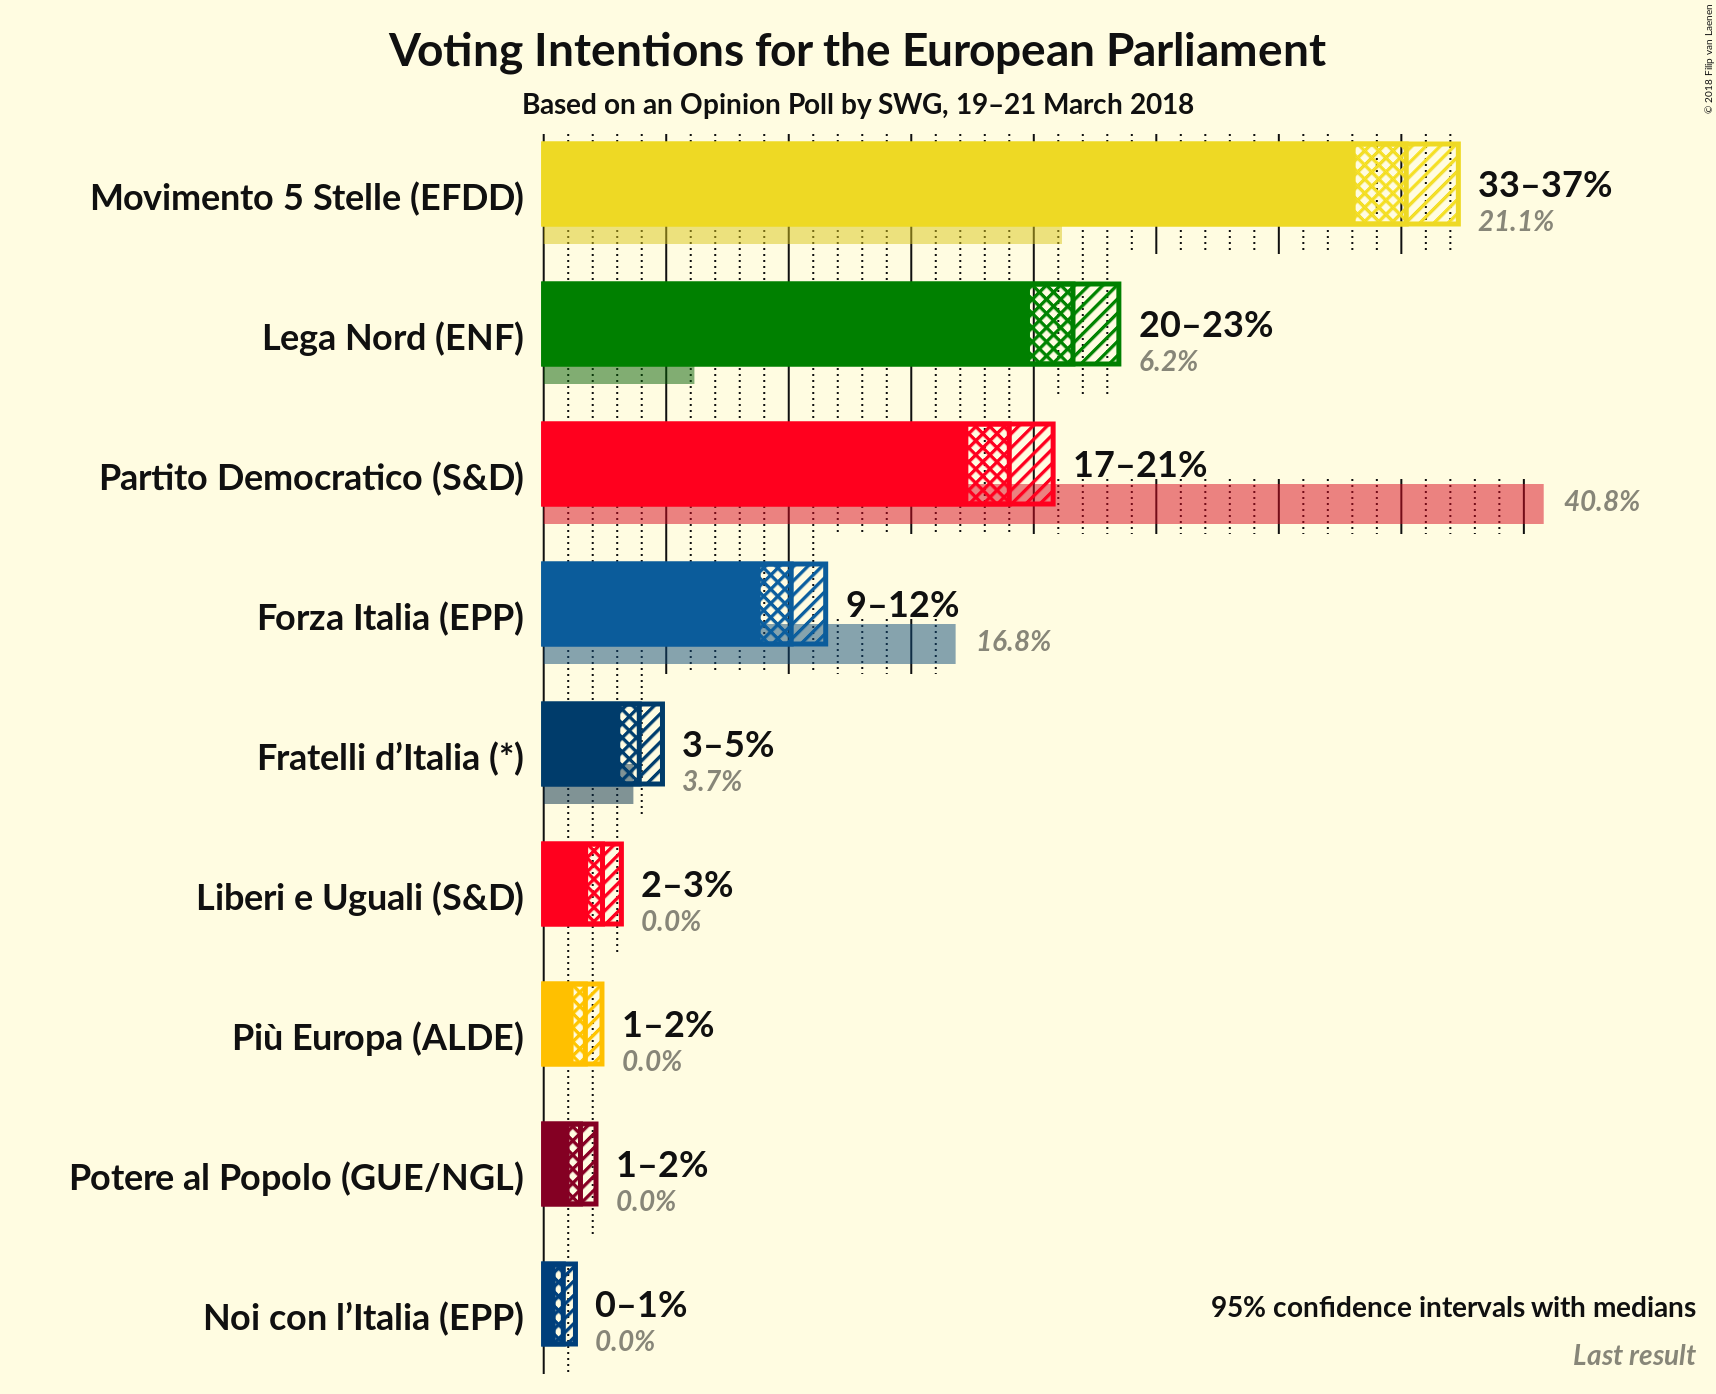 Voting Intentions for the European Parliament
Based on an Opinion Poll by SWG, 19–21 March 2018
© 2018 Filip van Laenen
Movimento 5 Stelle (EFDD)
33–37%
21.1%
Lega Nord (ENF)
20–23%
6.2%
Partito Democratico (S&D)
17–21%
40.8%
Forza Italia (EPP)
9–12%
16.8%
Fratelli d’Italia (*)
3–5%
3.7%
Liberi e Uguali (S&D)
2–3%
0.0%
Più Europa (ALDE)
1–2%
0.0%
Potere al Popolo (GUE/NGL)
1–2%
0.0%
Noi con l’Italia (EPP)
0–1%
0.0%
95% confidence intervals with medians
Last result